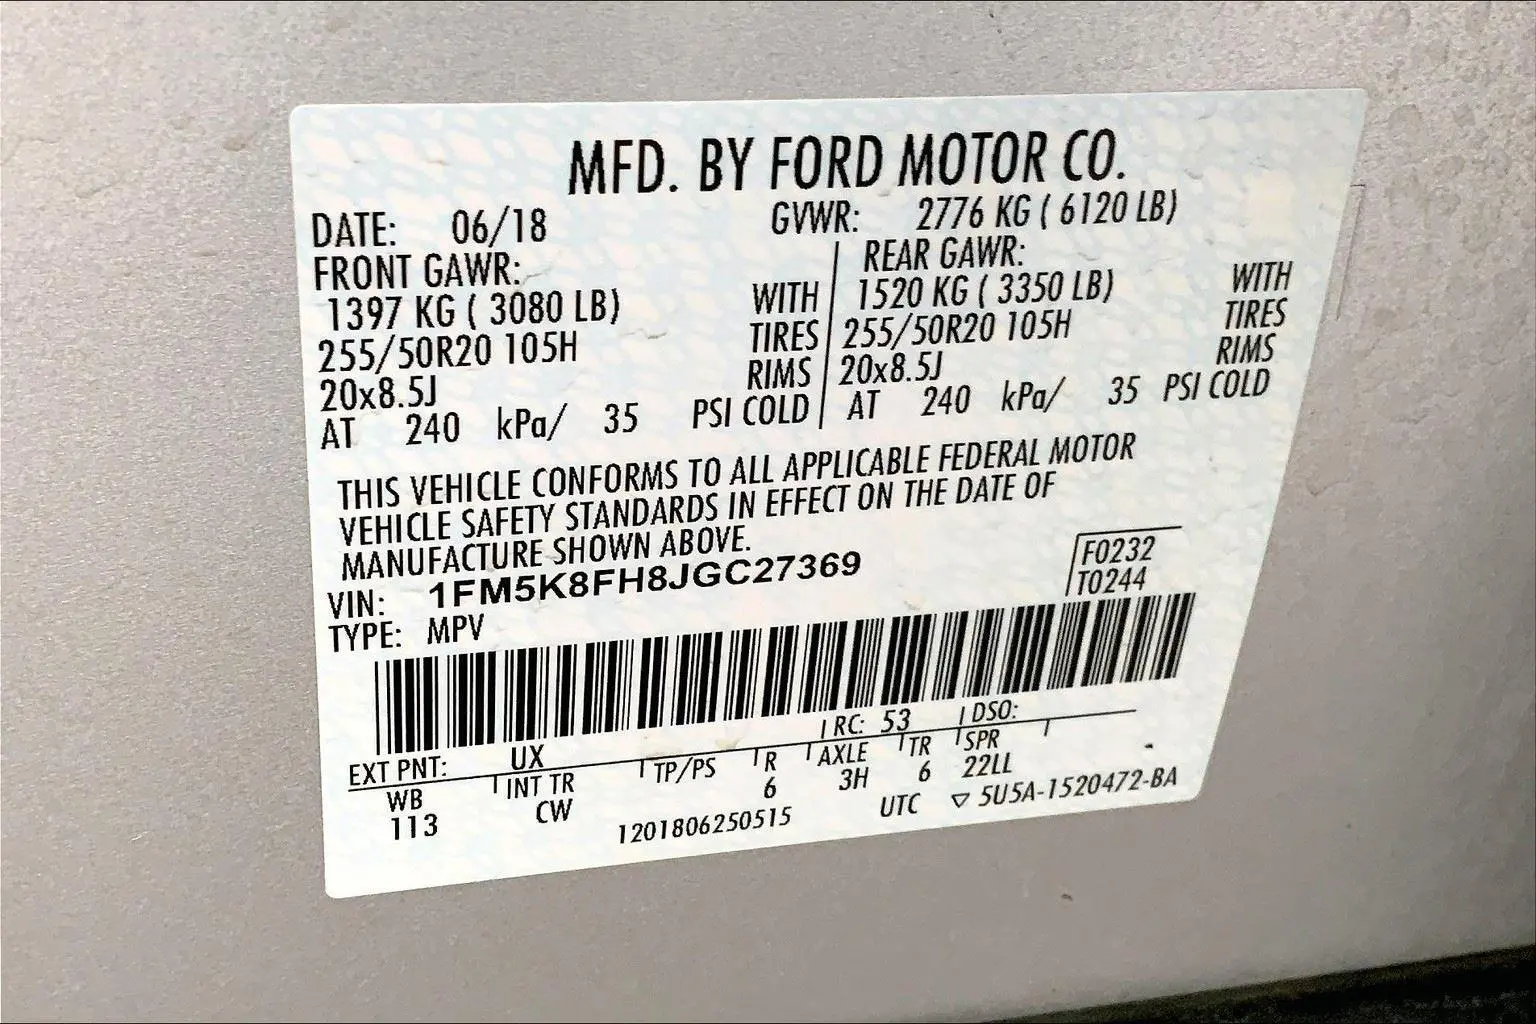 MFD. BY FORD MOTOR CO.
DATE: 06/18 GVWR: 2776 KG ( 6120 LB)
FRONT GAWR: REAR GAWR:
1397 KG ( 3080 LB) WITH 1520 KG ( 3350 LB) WITH
255/50R20 105H TIRES 255/50R20 105H TIRES
20x8.5J RIMS 20x8.5J RIMS
AT 240 kPa/ 35 PSI COLD AT 240 kPa/ 35 PSI COLD
THIS VEHICLE CONFORMS TO ALL APPLICABLE FEDERAL MOTOR
VEHICLE SAFETY STANDARDS IN EFFECT ON THE DATE OF
MANUFACTURE SHOWN ABOVE.
VIN: 1FM5K8FH8JGC27369 F0232
TYPE: MPV T0244
EXT PNT: UX RC: 53 DSO:
WB INT TR TP/PS R AXLE TR SPR
113 CW 6 3H 6 22LL
1201806250515 UTC ▽ 5U5A-1520472-BA